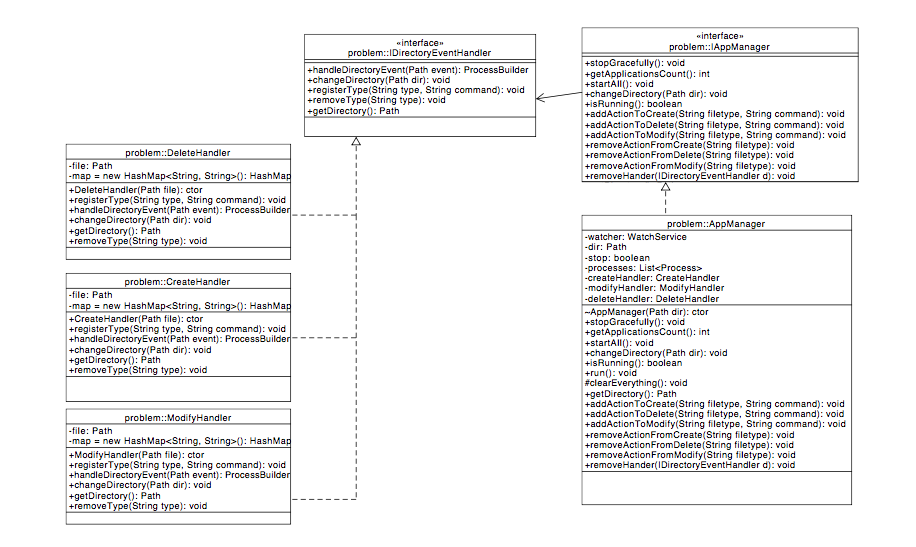 «interface»
problem::IDirectoryEventHandler
+handleDirectoryEvent(Path event): ProcessBuilder
+changeDirectory(Path dir): void
+registerType(String type, String command): void
+removeType(String type): void
+getDirectory(): Path
«interface»
problem::IAppManager
+stopGracefully(): void
+getApplicationsCount(): int
+startAll(): void
+changeDirectory(Path dir): void
+isRunning(): boolean
+addActionToCreate(String filetype, String command): void
+addActionToDelete(String filetype, String command): void
+addActionToModify(String filetype, String command): void
+removeActionFromCreate(String filetype): void
+removeActionFromDelete(String filetype): void
+removeActionFromModify(String filetype): void
+removeHander(IDirectoryEventHandler d): void
problem::DeleteHandler
-file: Path
-map = new HashMap<String, String>(): HashMap
+DeleteHandler(Path file): ctor
+registerType(String type, String command): void
+handleDirectoryEvent(Path event): ProcessBuilder
+changeDirectory(Path dir): void
+getDirectory(): Path
+removeType(String type): void
problem::CreateHandler
-file: Path
-map = new HashMap<String, String>(): HashMap
+CreateHandler(Path file): ctor
+registerType(String type, String command): void
+handleDirectoryEvent(Path event): ProcessBuilder
+changeDirectory(Path dir): void
+getDirectory(): Path
+removeType(String type): void
problem::ModifyHandler
-file: Path
-map = new HashMap<String, String>(): HashMap
+ModifyHandler(Path file): ctor
+registerType(String type, String command): void
+handleDirectoryEvent(Path event): ProcessBuilder
+changeDirectory(Path dir): void
+getDirectory(): Path
+removeType(String type): void
problem::AppManager
-watcher: WatchService
-dir: Path
-stop: boolean
-processes: List<Process>
-createHandler: CreateHandler
-modifyHandler: ModifyHandler
-deleteHandler: DeleteHandler
~AppManager(Path dir): ctor
+stopGracefully(): void
+getApplicationsCount(): int
+startAll(): void
+changeDirectory(Path dir): void
+isRunning(): boolean
+run(): void
#clearEverything(): void
+getDirectory(): Path
+addActionToCreate(String filetype, String command): void
+addActionToDelete(String filetype, String command): void
+addActionToModify(String filetype, String command): void
+removeActionFromCreate(String filetype): void
+removeActionFromDelete(String filetype): void
+removeActionFromModify(String filetype): void
+removeHander(IDirectoryEventHandler d): void